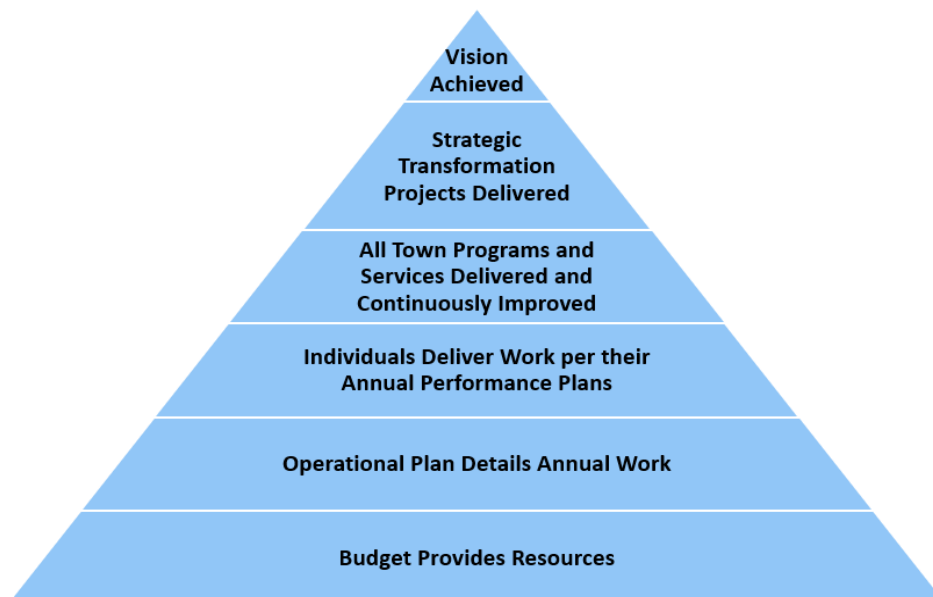 Vision
Achieved
Strategic
Transformation
Projects Delivered
All Town Programs and
Services Delivered and
Continuously Improved
Individuals Deliver Work per their
Annual Performance Plans
Operational Plan Details Annual Work
Budget Provides Resources